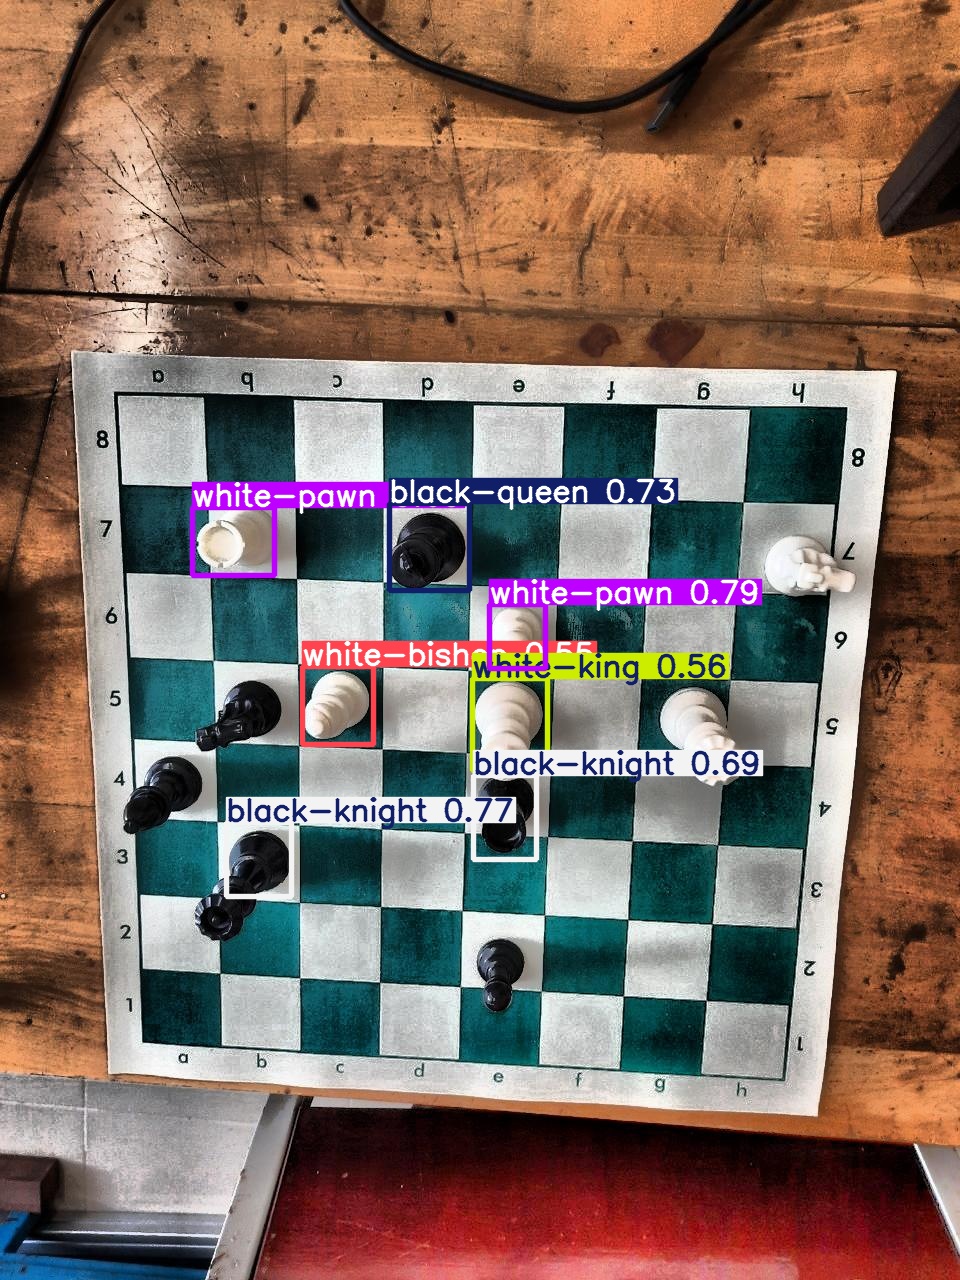 a b c d e f g h
8 8
white-pawn black-queen 0.73
7 7
white-pawn 0.79
6 6
white-bishop 0.55
white-king 0.56
5 5
black-knight 0.69
4 4
black-knight 0.77
3 3
2 2
1 1
a b c d e f g h